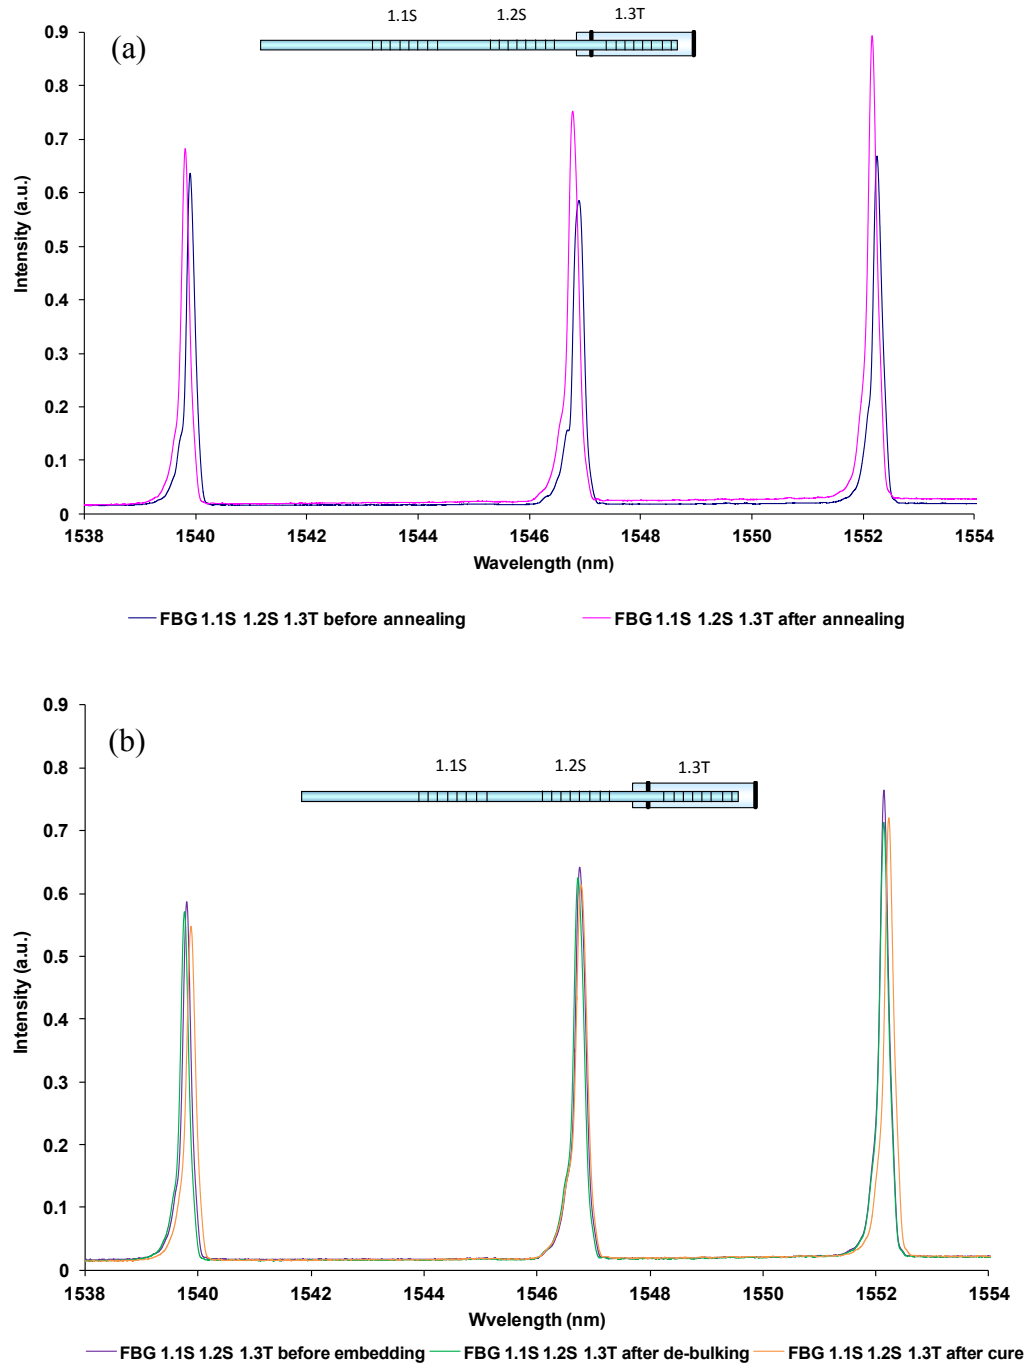 (a)
1.1S 1.2S 1.3T
0.9
0.8
0.7
0.6
0.5
0.4
0.3
0.2
0.1
0
Intensity (a.u.)
1538 1540 1542 1544 1546 1548 1550 1552 1554
Wavelength (nm)
FBG 1.1S 1.2S 1.3T before annealing FBG 1.1S 1.2S 1.3T after annealing
(b)
1.1S 1.2S 1.3T
0.9
0.8
0.7
0.6
0.5
0.4
0.3
0.2
0.1
0
Intensity (a.u.)
1538 1540 1542 1544 1546 1548 1550 1552 1554
Wvelength (nm)
FBG 1.1S 1.2S 1.3T before embedding FBG 1.1S 1.2S 1.3T after de-bulking FBG 1.1S 1.2S 1.3T after cure